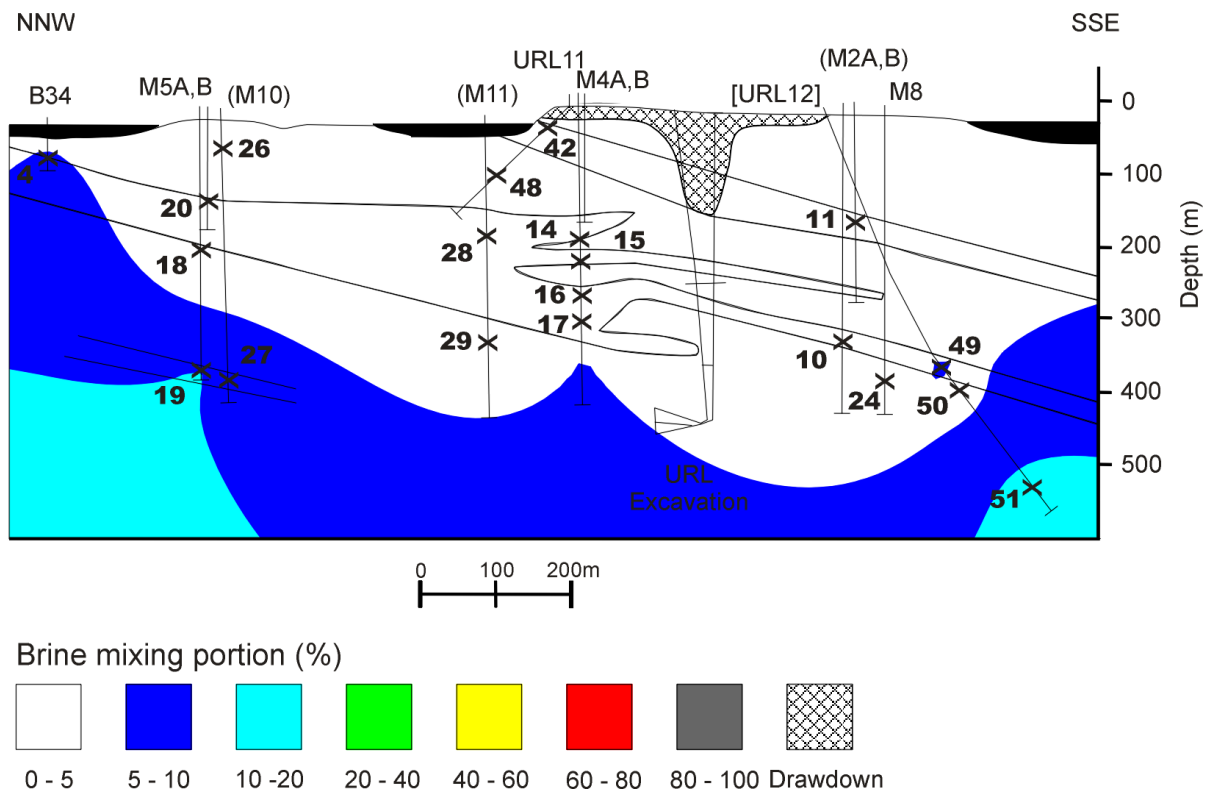 NNW
SSE
URL11
(M2A,B)
B34
M5A,B
(M10)
(M11)
M4A,B
[URL12]
M8
0
100
200
300
400
500
Depth (m)
26
42
4
48
20
11
14
15
18
28
16
17
29
10
49
27
19
24
50
URL
Excavation
51
0
100
200m
Brine mixing portion (%)
0 - 5
5 - 10
10 -20
20 - 40
40 - 60
60 - 80
80 - 100
Drawdown